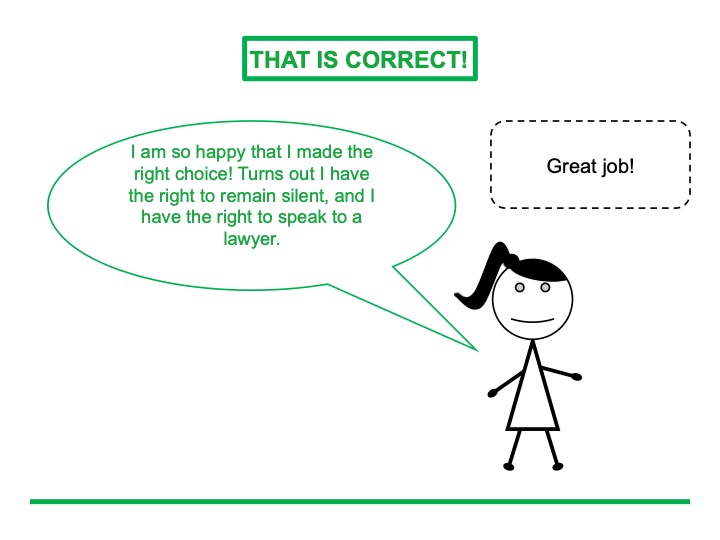 THAT IS CORRECT!
I am so happy that I made the
right choice! Turns out I have
the right to remain silent, and I
have the right to speak to a
lawyer.
Great job!